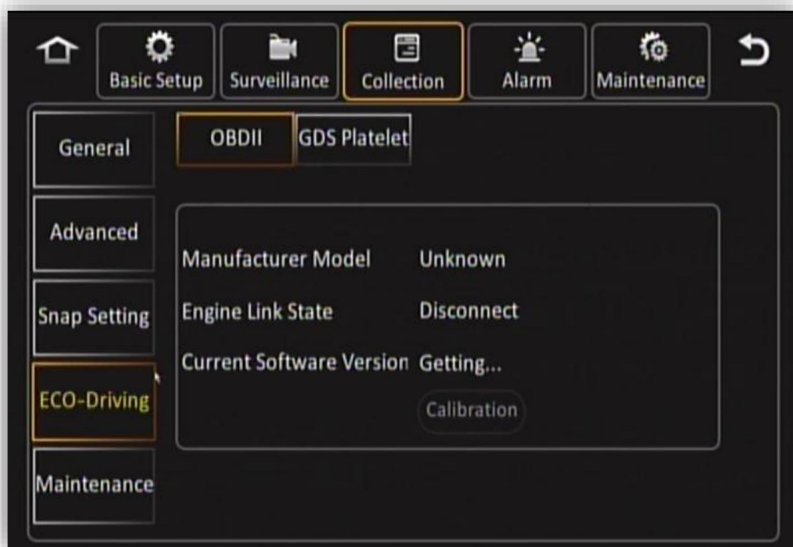 Basic Setup
Surveillance
Collection
Alarm
Maintenance
General
OBDII
GDS Platelet
Advanced
Manufacturer Model Unknown
Snap Setting
Engine Link State Disconnect
Current Software Version Getting...
ECO-Driving
Calibration
Maintenance